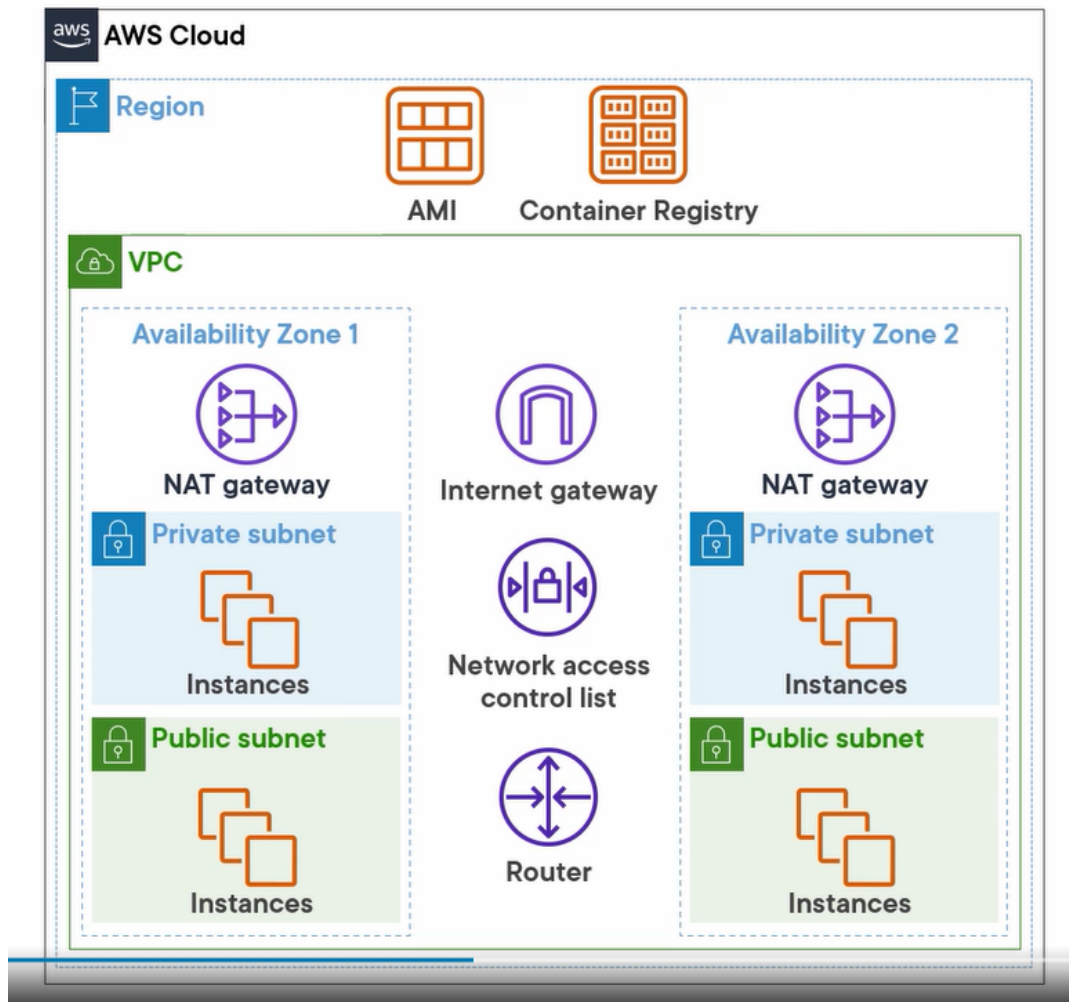 aws
AWS Cloud
Region
AMI
Container Registry
VPC
Availability Zone 1
NAT gateway
Private subnet
Instances
Public subnet
Instances
Internet gateway
Network access
control list
Router
Availability Zone 2
NAT gateway
Private subnet
Instances
Public subnet
Instances